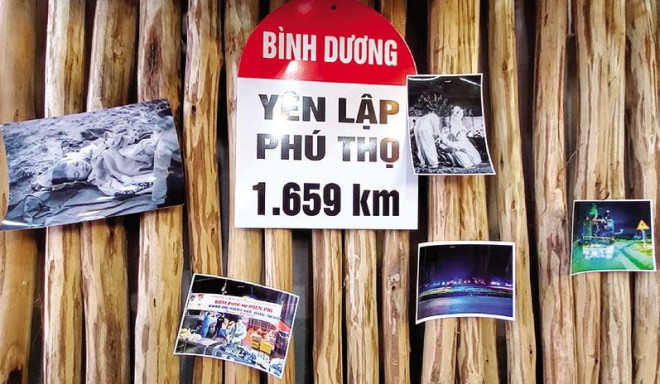 BÌNH DƯƠNG
YÊN LẬP
PHÚ THỌ
1.659 km